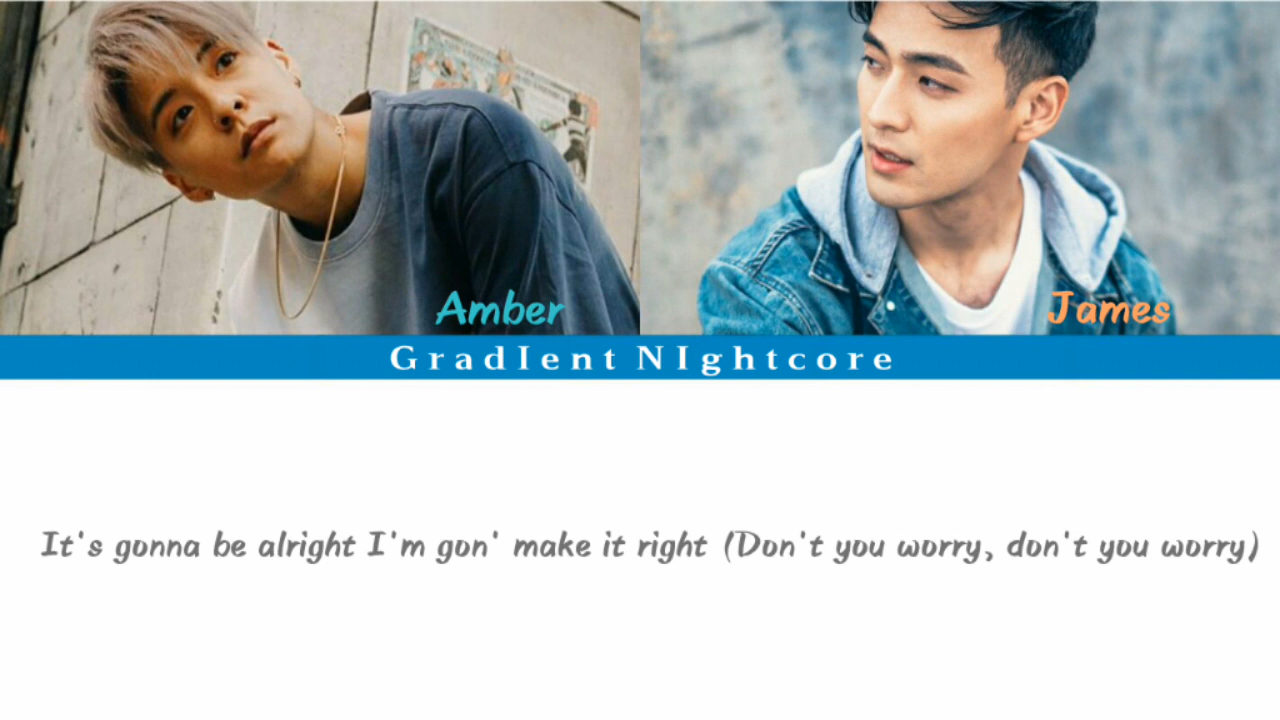 Amber
James
GradIent NIghtcore
It's gonna be alright I'm gon' make it right (Don't you worry, don't you worry)